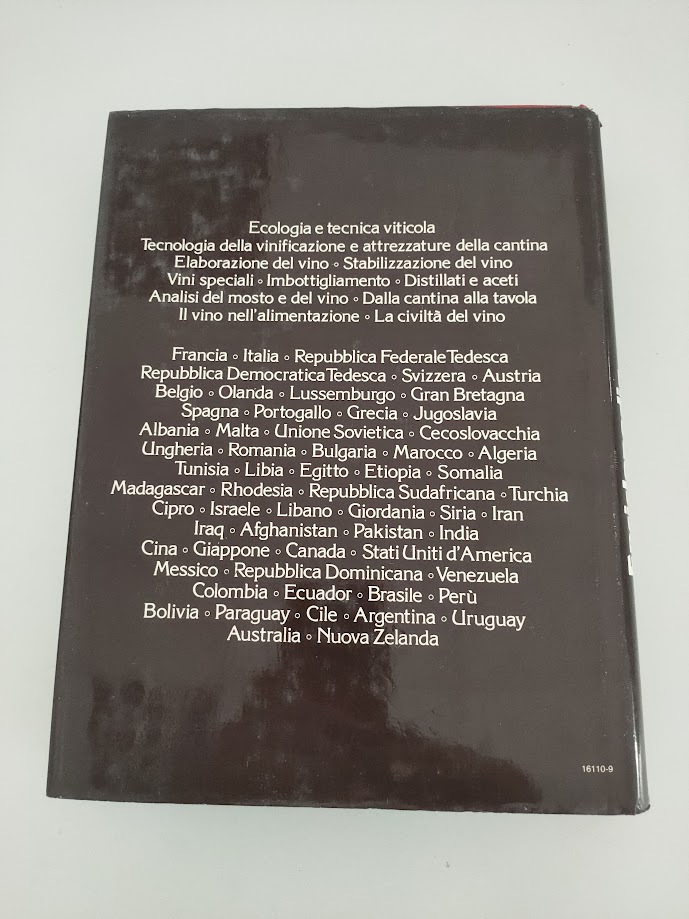 Ecologia e tecnica viticola
Tecnologia della vinificazione e attrezzature della cantina
Elaborazione del vino ◦ Stabilizzazione del vino
Vini speciali ◦ Imbottigliamento ◦ Distillati e aceti
Analisi del mosto e del vino ◦ Dalla cantina alla tavola
Il vino nell'alimentazione ◦ La civiltà del vino
Francia ◦ Italia ◦ Repubblica Federale Tedesca
Repubblica Democratica Tedesca ◦ Svizzera ◦ Austria
Belgio ◦ Olanda ◦ Lussemburgo ◦ Gran Bretagna
Spagna ◦ Portogallo ◦ Grecia ◦ Jugoslavia
Albania ◦ Malta ◦ Unione Sovietica ◦ Cecoslovacchia
Ungheria ◦ Romania ◦ Bulgaria ◦ Marocco ◦ Algeria
Tunisia ◦ Libia ◦ Egitto ◦ Etiopia ◦ Somalia
Madagascar ◦ Rhodesia ◦ Repubblica Sudafricana ◦ Turchia
Cipro ◦ Israele ◦ Libano ◦ Giordania ◦ Siria ◦ Iran
Iraq ◦ Afghanistan ◦ Pakistan ◦ India
Cina ◦ Giappone ◦ Canada ◦ Stati Uniti d'America
Messico ◦ Repubblica Dominicana ◦ Venezuela
Colombia ◦ Ecuador ◦ Brasile ◦ Perù
Bolivia ◦ Paraguay ◦ Cile ◦ Argentina ◦ Uruguay
Australia ◦ Nuova Zelanda
16110-9